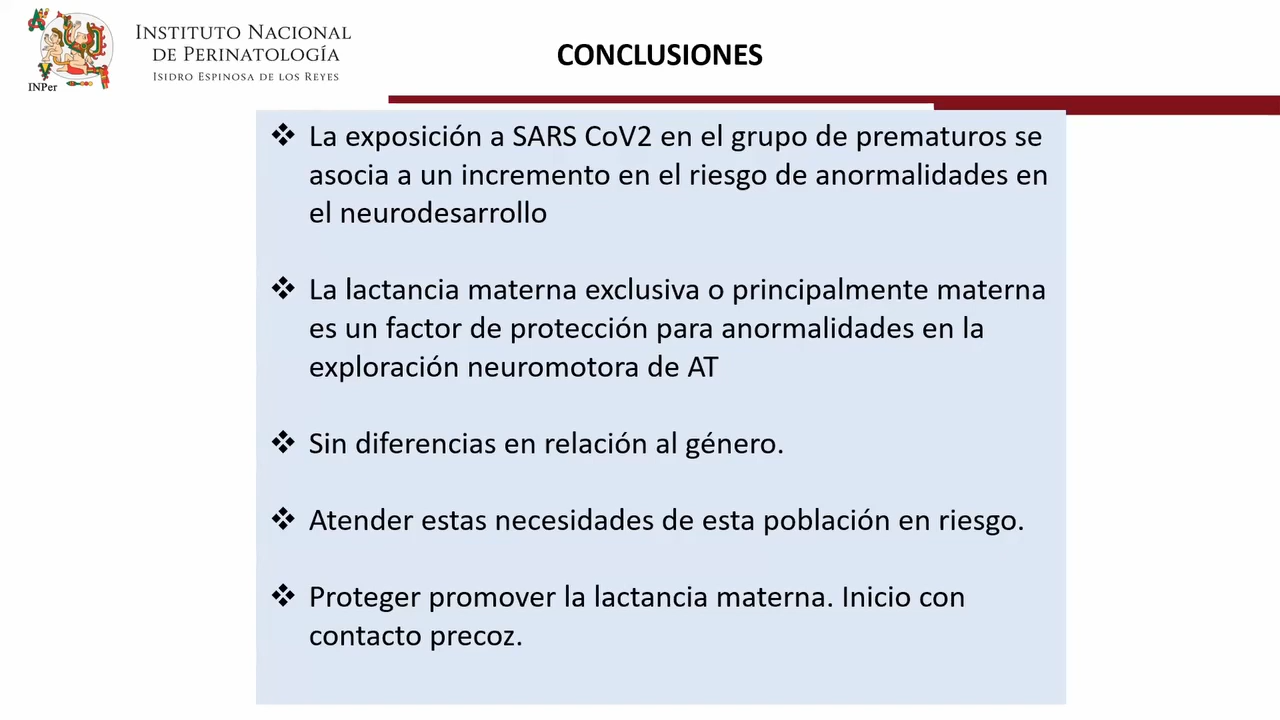 INSTITUTO NACIONAL
DE PERINATOLOGÍA
ISIDRO ESPINOSA DE LOS REYES
INPer
CONCLUSIONES
❖ La exposición a SARS CoV2 en el grupo de prematuros se
asocia a un incremento en el riesgo de anormalidades en
el neurodesarrollo
❖ La lactancia materna exclusiva o principalmente materna
es un factor de protección para anormalidades en la
exploración neuromotora de AT
❖ Sin diferencias en relación al género.
❖ Atender estas necesidades de esta población en riesgo.
❖ Proteger promover la lactancia materna. Inicio con
contacto precoz.